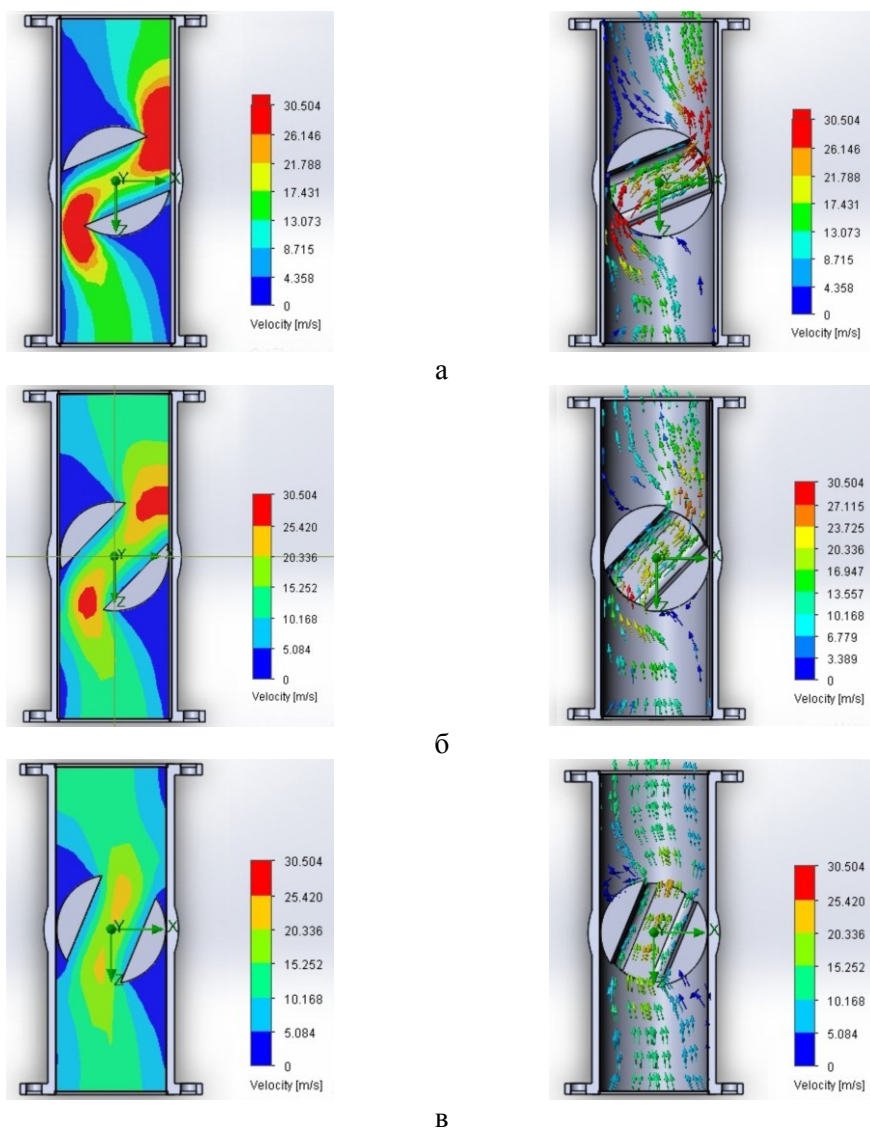 30.504
26.146
21.788
17.431
13.073
8.715
4.358
0
Velocity [m/s]
Y
X
Z
30.504
26.146
21.788
17.431
13.073
8.715
4.358
0
Velocity [m/s]
Y
X
Z
а
30.504
25.420
20.336
15.252
10.168
5.084
0
Velocity [m/s]
Y
Z
30.504
27.115
23.725
20.336
16.947
13.557
10.168
6.779
3.389
0
Velocity [m/s]
Y
X
Z
б
30.504
25.420
20.336
15.252
10.168
5.084
0
Velocity [m/s]
Y
X
Z
30.504
25.420
20.336
15.252
10.168
5.084
0
Velocity [m/s]
Y
X
Z
в